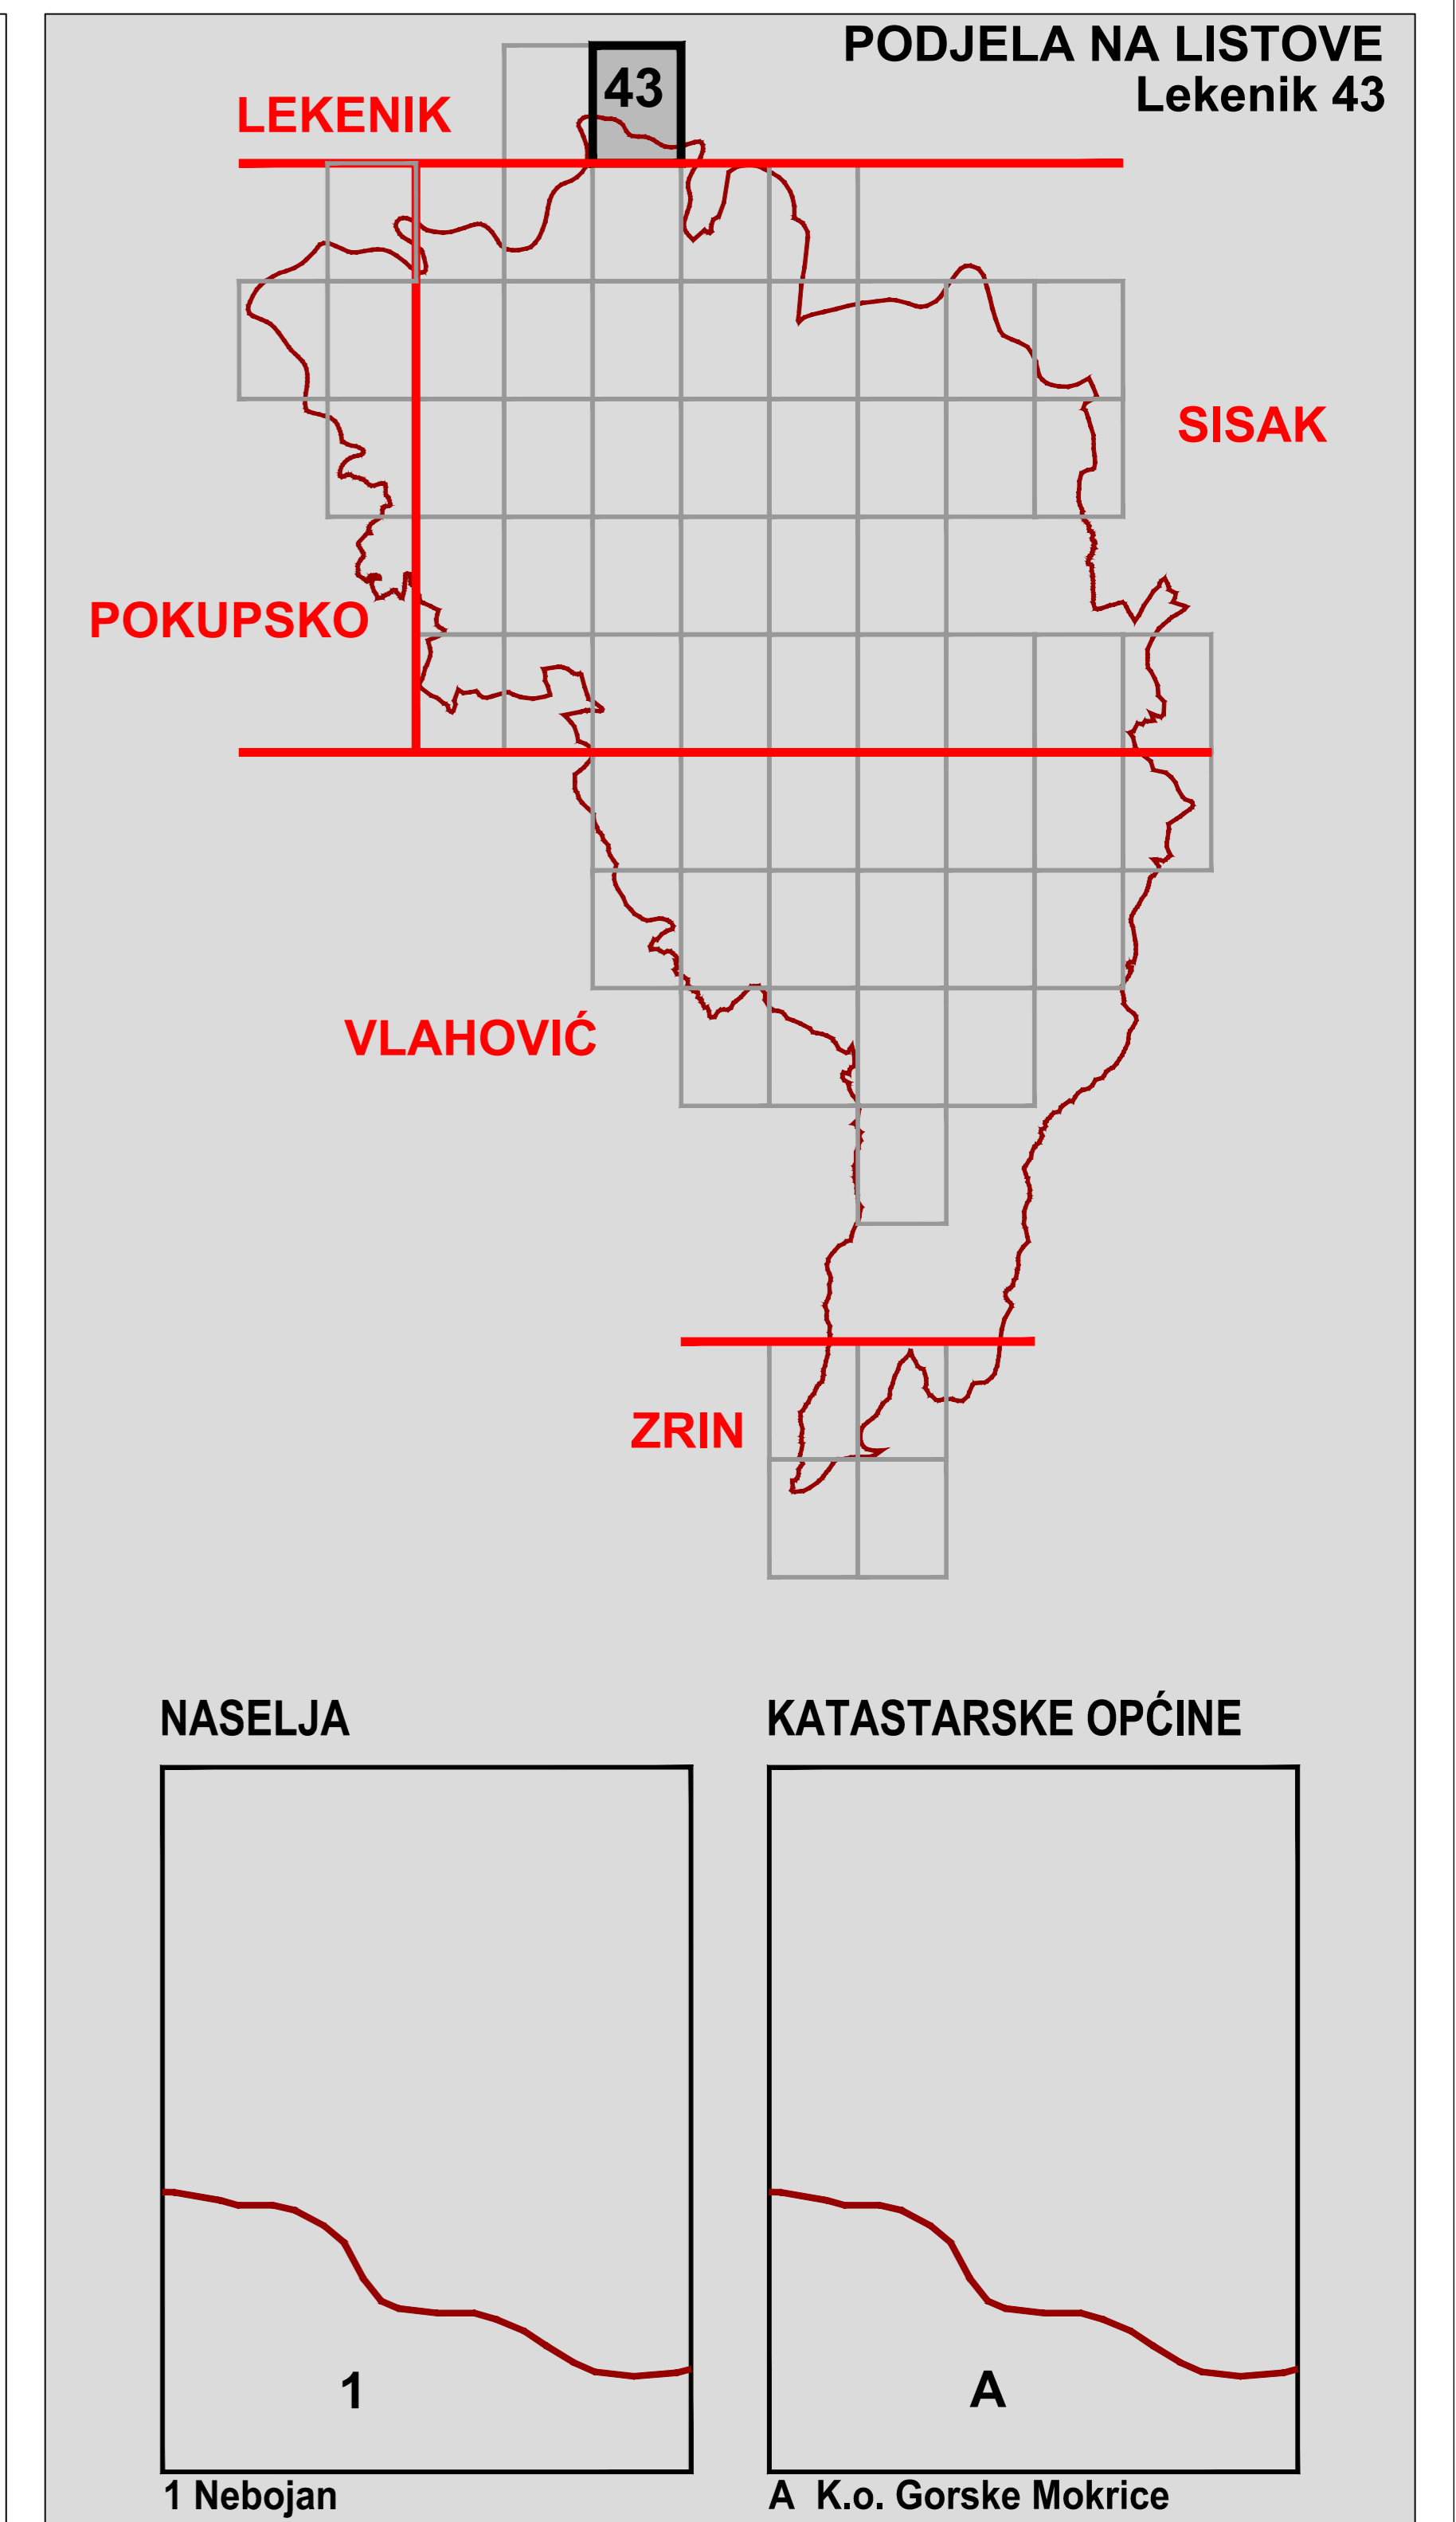 PODJELA NA LISTOVE
Lekenik 43
43
LEKENIK
SISAK
POKUPSKO
VLAHOVIĆ
ZRIN
NASELJA
1
1 Nebojan
KATASTARSKE OPĆINE
A
A K.o. Gorske Mokrice